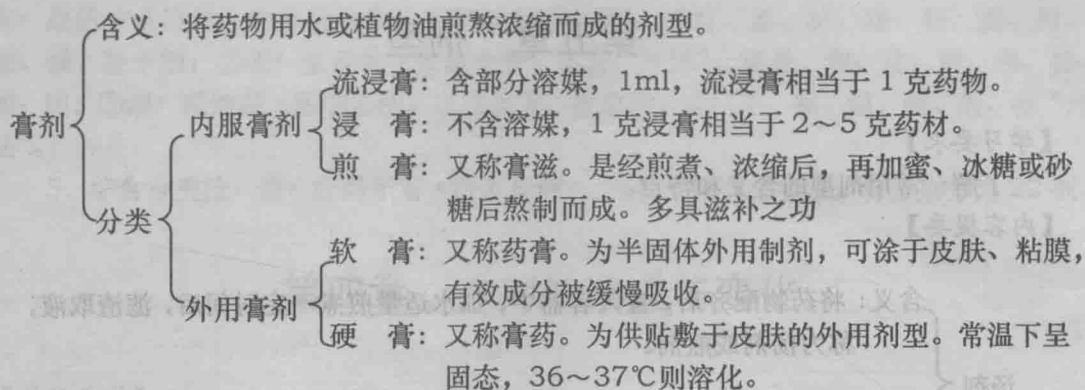 含义：将药物用水或植物油煎熬浓缩而成的剂型。
流浸膏：含部分溶媒，1ml，流浸膏相当于1克药物。
膏剂 内服膏剂 浸 膏：不含溶媒，1克浸膏相当于2～5克药材。
煎 膏：又称膏滋。是经煎煮、浓缩后，再加蜜、冰糖或砂
糖后熬制而成。多具滋补之功
分类
软 膏：又称药膏。为半固体外用制剂，可涂于皮肤、粘膜，
有效成分被缓慢吸收。
外用膏剂
硬 膏：又称膏药。为供贴敷于皮肤的外用剂型。常温下呈
固态，36～37℃则溶化。